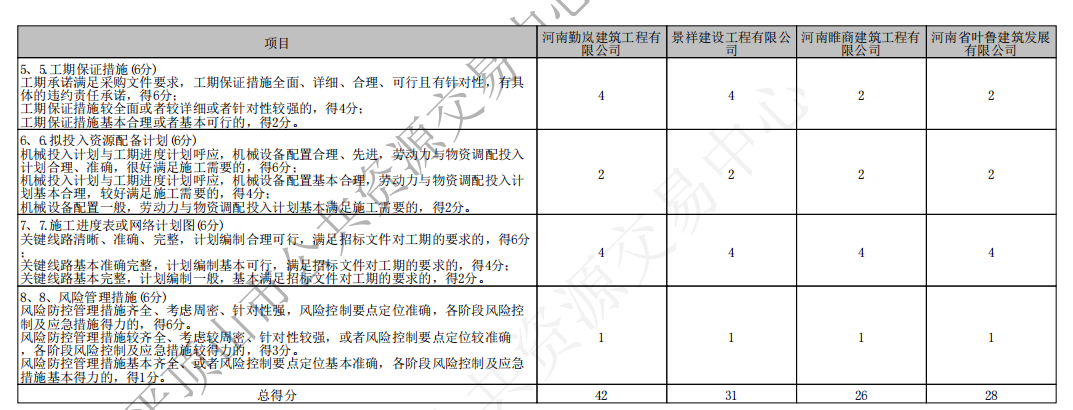 项目
河南勤岚建筑工程有
限公司
景祥建设工程有限公
司
河南睢商建筑工程有
限公司
河南省叶鲁建筑发展
有限公司
5、5.工期保证措施(6分)
工期承诺满足采购文件要求，工期保证措施全面、详细、合理、可行且有针对性，有具
体的违约责任承诺，得6分；
工期保证措施较全面或者较详细或者针对性较强的，得4分；
工期保证措施基本合理或者基本可行的，得2分。
4
4
2
2
6、6.拟投入资源配备计划(6分)
机械投入计划与工期进度计划呼应，机械设备配置合理、先进，劳动力与物资调配投入
计划合理、准确，很好满足施工需要的，得6分；
机械投入计划与工期进度计划呼应，机械设备配置基本合理，劳动力与物资调配投入计
划基本合理，较好满足施工需要的，得4分；
机械设备配置一般，劳动力与物资调配投入计划基本满足施工需要的，得2分。
2
2
2
2
7、7.施工进度表或网络计划图(6分)
关键线路清晰、准确、完整，计划编制合理可行，满足招标文件对工期的要求的，得6分
；
关键线路基本准确完整，计划编制基本可行，满足招标文件对工期的要求的，得4分；
关键线路基本完整，计划编制一般，基本满足招标文件对工期的要求的，得2分。
4
4
4
4
8、8、风险管理措施(6分)
风险防控管理措施齐全、考虑周密、针对性强，风险控制要点定位准确，各阶段风险控
制及应急措施得力的，得6分。
风险防控管理措施较齐全、考虑较周密、针对性较强，或者风险控制要点定位较准确
，各阶段风险控制及应急措施较得力的，得3分。
风险防控管理措施基本齐全、或者风险控制要点定位基本准确，各阶段风险控制及应急
措施基本得力的，得1分。
1
1
1
1
总得分
42
31
26
28
平顶山市公共资源交易中心
共资源交易中心